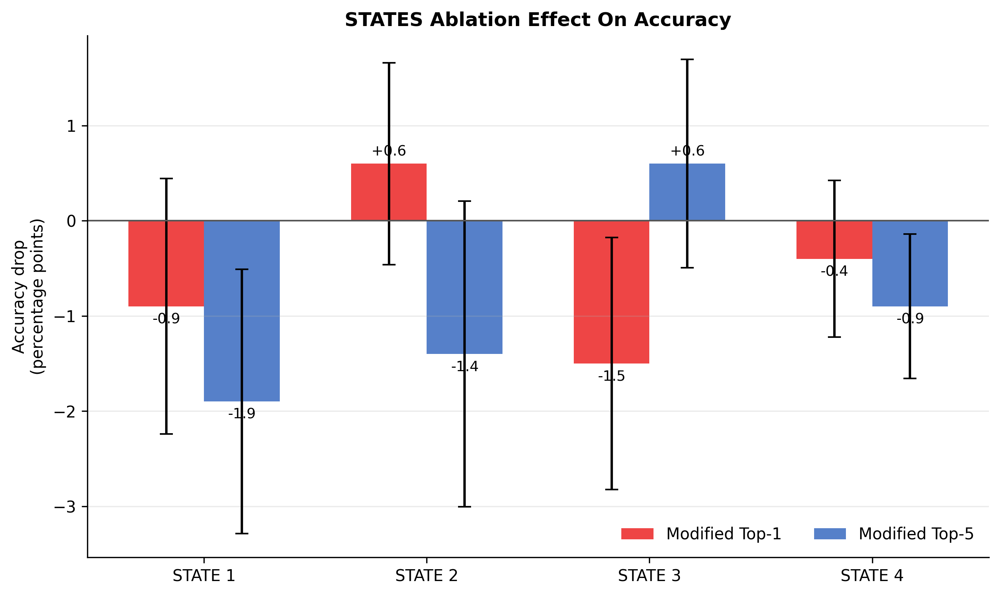 STATES Ablation Effect On Accuracy
Accuracy drop
(percentage points)
1
0
−1
−2
−3
+0.6
+0.6
-0.9
-1.9
-1.4
-1.5
-0.4
-0.9
Modified Top-1
Modified Top-5
STATE 1
STATE 2
STATE 3
STATE 4